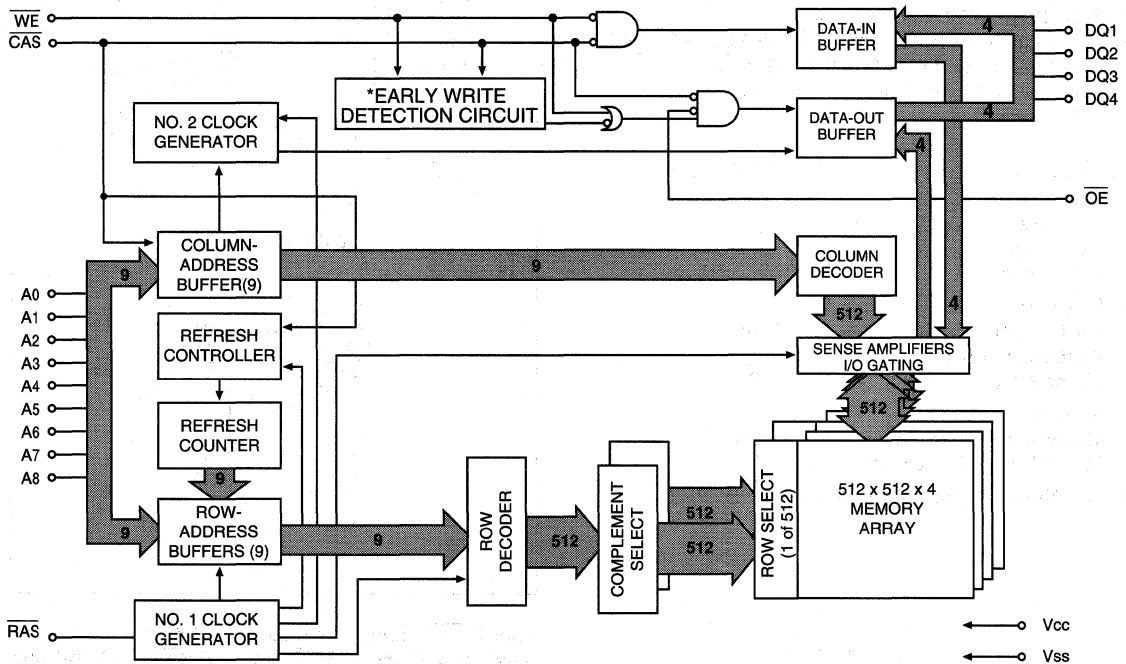 WE
CAS
*EARLY WRITE
DETECTION CIRCUIT
NO. 2 CLOCK
GENERATOR
DATA-IN
BUFFER
DATA-OUT
BUFFER
4
4
4
DQ1
DQ2
DQ3
DQ4
OE
COLUMN-
ADDRESS
BUFFER(9)
9
9
COLUMN
DECODER
512
4
SENSE AMPLIFIERS
I/O GATING
512
A0
A1
A2
A3
A4
A5
A6
A7
A8
REFRESH
CONTROLLER
REFRESH
COUNTER
9
ROW-
ADDRESS
BUFFERS (9)
9
9
ROW
DECODER
512
COMPLEMENT
SELECT
512
512
ROW SELECT
(1 of 512)
512 x 512 x 4
MEMORY
ARRAY
RAS
NO. 1 CLOCK
GENERATOR
Vcc
Vss